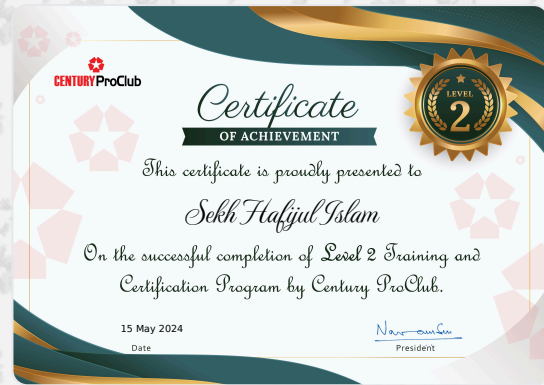 CENTURY ProClub
LEVEL
2
Certificate
OF ACHIEVEMENT
This certificate is proudly presented to
Sekh Hafijul Islam
On the successful completion of Level 2 Training and
Certification Program by Century ProClub.
15 May 2024
Date
President